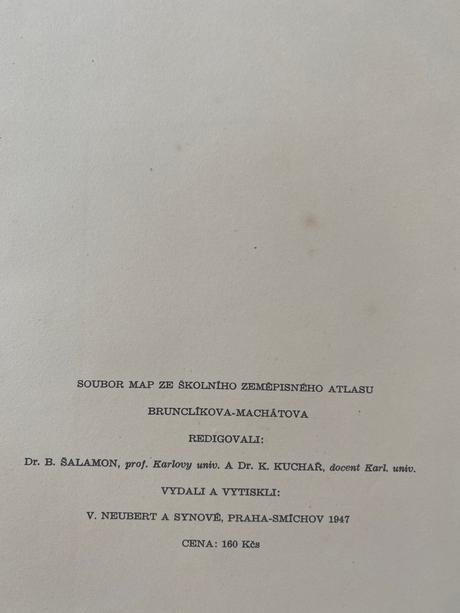 SOUBOR MAP ZE ŠKOLNÍHO ZEMĚPISNÉHO ATLASU
BRUNCLÍKOVA-MACHÁTOVA
REDIGOVALI:
Dr. B. ŠALAMON, prof. Karlovy univ. A Dr. K. KUCHAŘ, docent Karl. univ.
VYDALI A VYTISKLI:
V. NEUBERT A SYNOVÉ, PRAHA-SMÍCHOV 1947
CENA: 160 Kčs